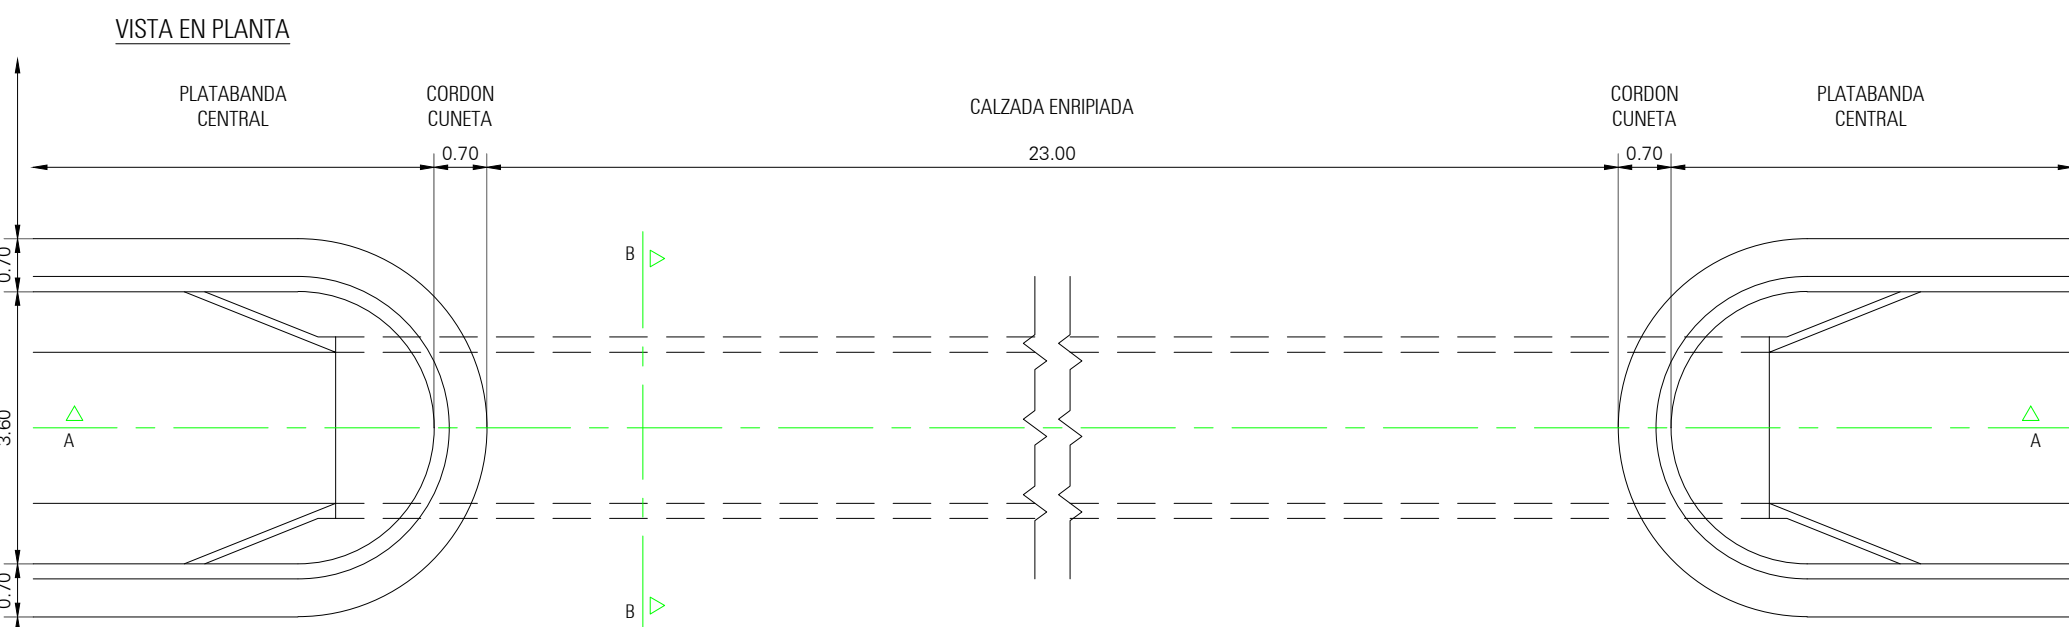 VISTA EN PLANTA
PLATABANDA
CENTRAL
CORDON
CUNETA
CALZADA ENRIPIADA
CORDON
CUNETA
PLATABANDA
CENTRAL
0.70
23.00
0.70
0.70
3.60
0.70
B
B
A
A